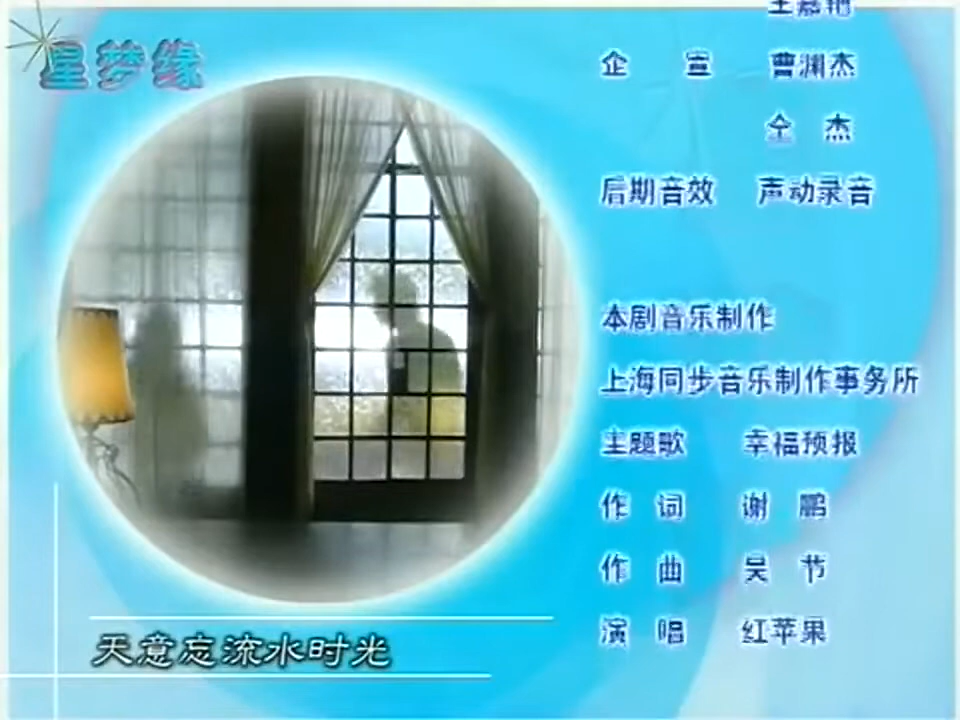 星梦缘
王嘉艳
企 宣 曹渊杰
仝 杰
后期音效 声动录音
本剧音乐制作
上海同步音乐制作事务所
主题歌 幸福预报
作 词 谢 鹏
作 曲 吴 节
演 唱 红苹果
天意忘流水时光